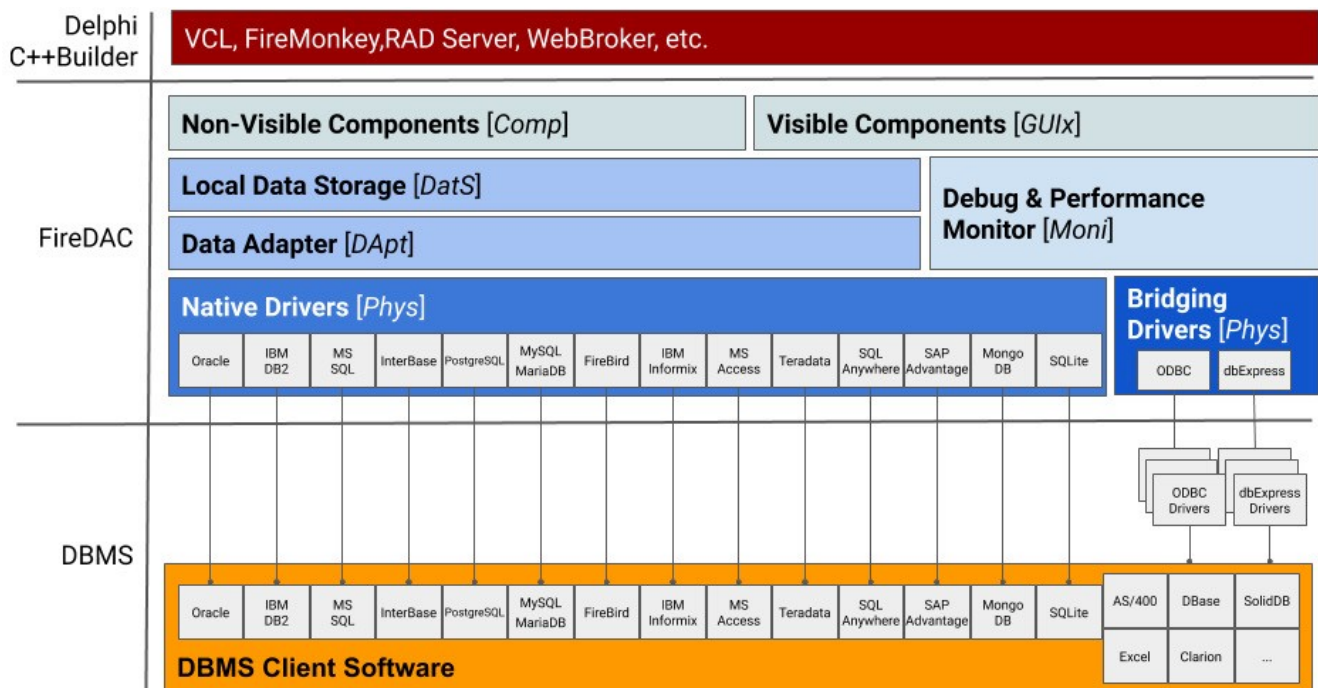 Delphi
C++Builder
VCL, FireMonkey,RAD Server, WebBroker, etc.
FireDAC
Non-Visible Components [Comp]
Visible Components [GUIx]
Local Data Storage [DatS]
Debug & Performance
Monitor [Moni]
Data Adapter [DApt]
Native Drivers [Phys]
Oracle
IBM
DB2
MS
SQL
InterBase
PostgreSQL
MySQL
MariaDB
FireBird
IBM
Informix
MS
Access
Teradata
SQL
Anywhere
SAP
Advantage
Mongo
DB
SQLite
Bridging
Drivers [Phys]
ODBC
dbExpress
DBMS
ODBC
Drivers
dbExpress
Drivers
Oracle
IBM
DB2
MS
SQL
InterBase
PostgreSQL
MySQL
MariaDB
FireBird
IBM
Informix
MS
Access
Teradata
SQL
Anywhere
SAP
Advantage
Mongo
DB
SQLite
AS/400
DBase
SolidDB
Excel
Clarion
...
DBMS Client Software